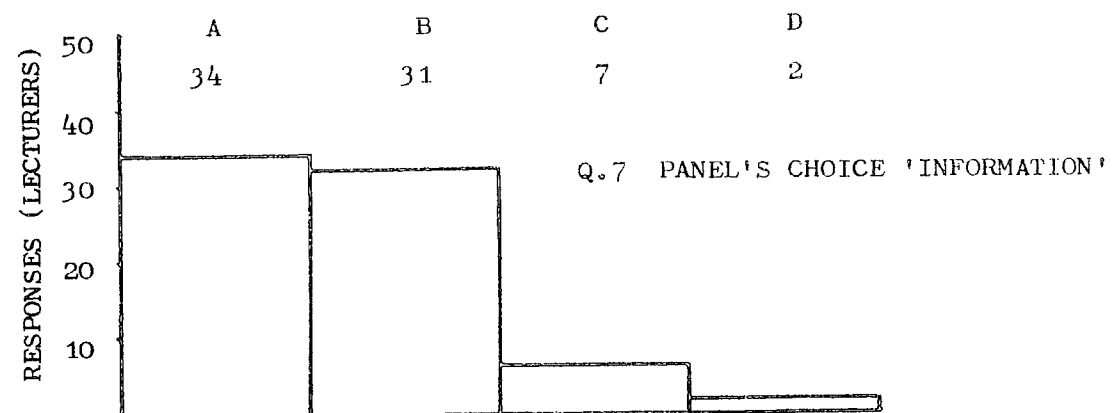 A B C D
50
34 31 7 2
40
Q.7 PANEL'S CHOICE 'INFORMATION'
30
20
10
RESPONSES (LECTURERS)